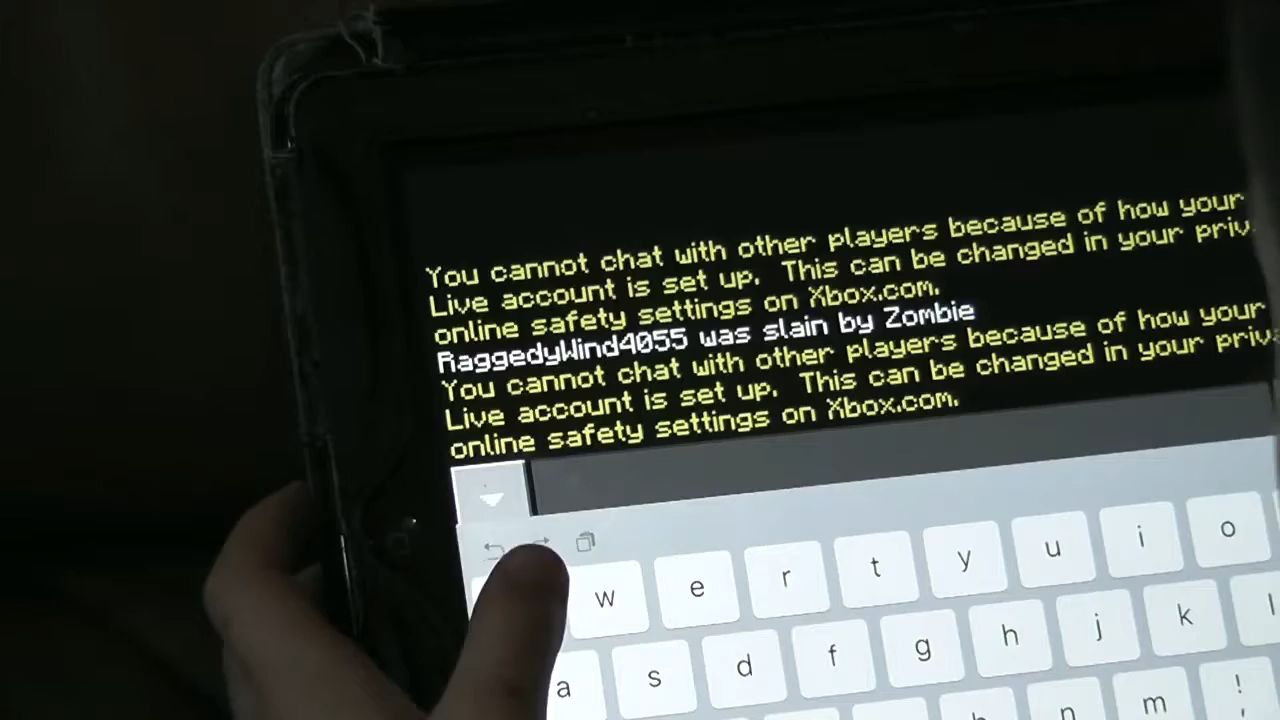 You cannot chat with other players because of how your
Live account is set up.  This can be changed in your
online safety settings on Xbox.com.
RaggedyWind4055 was slain by Zombie
You cannot chat with other players because of how your
Live account is set up.  This can be changed in your
online safety settings on Xbox.com.
w e r t y u i o
a s d f g h j k
m !
,